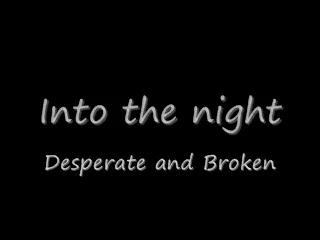 Into the night
Desperate and Broken